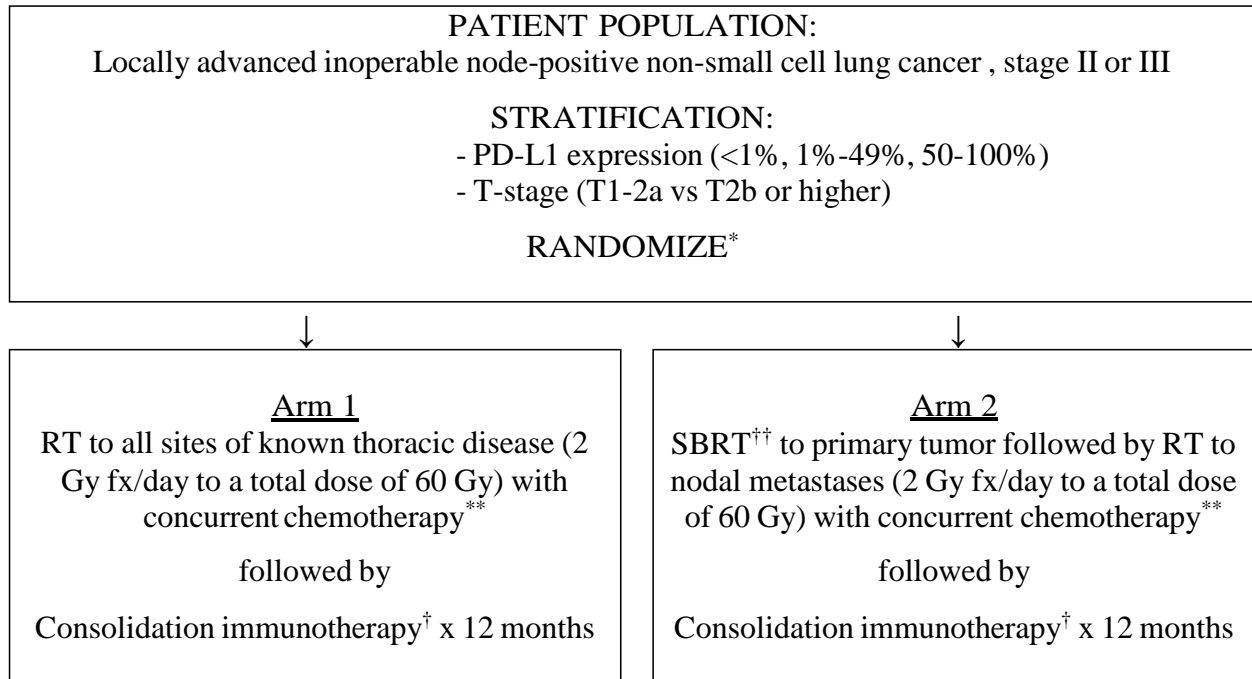 PATIENT POPULATION:
Locally advanced inoperable node-positive non-small cell lung cancer , stage II or III
STRATIFICATION:
- PD-L1 expression (<1%, 1%-49%, 50-100%)
- T-stage (T1-2a vs T2b or higher)
RANDOMIZE*
↓ ↓
Arm 1
RT to all sites of known thoracic disease (2
Gy fx/day to a total dose of 60 Gy) with
concurrent chemotherapy**
followed by
Consolidation immunotherapy† x 12 months
Arm 2
SBRT†† to primary tumor followed by RT to
nodal metastases (2 Gy fx/day to a total dose
of 60 Gy) with concurrent chemotherapy**
followed by
Consolidation immunotherapy† x 12 months